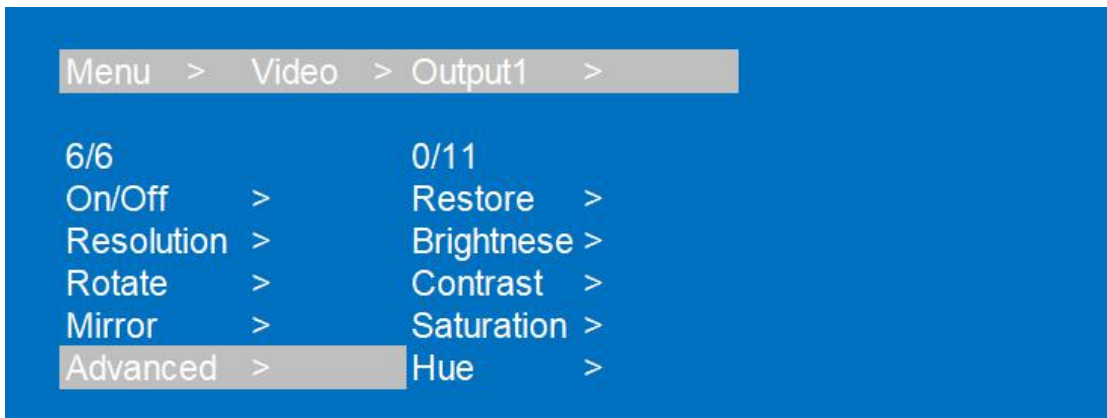 Menu > Video > Output1 >
6/6 0/11
On/Off > Restore >
Resolution > Brightnese >
Rotate > Contrast >
Mirror > Saturation >
Advanced > Hue >